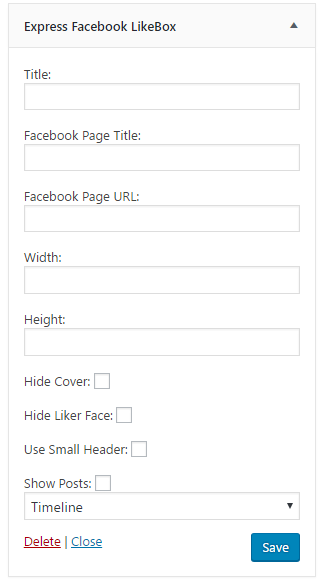 Express Facebook LikeBox
Title:
Facebook Page Title:
Facebook Page URL:
Width:
Height:
Hide Cover:
Hide Liker Face:
Use Small Header:
Show Posts:
Timeline
Delete | Close
Save